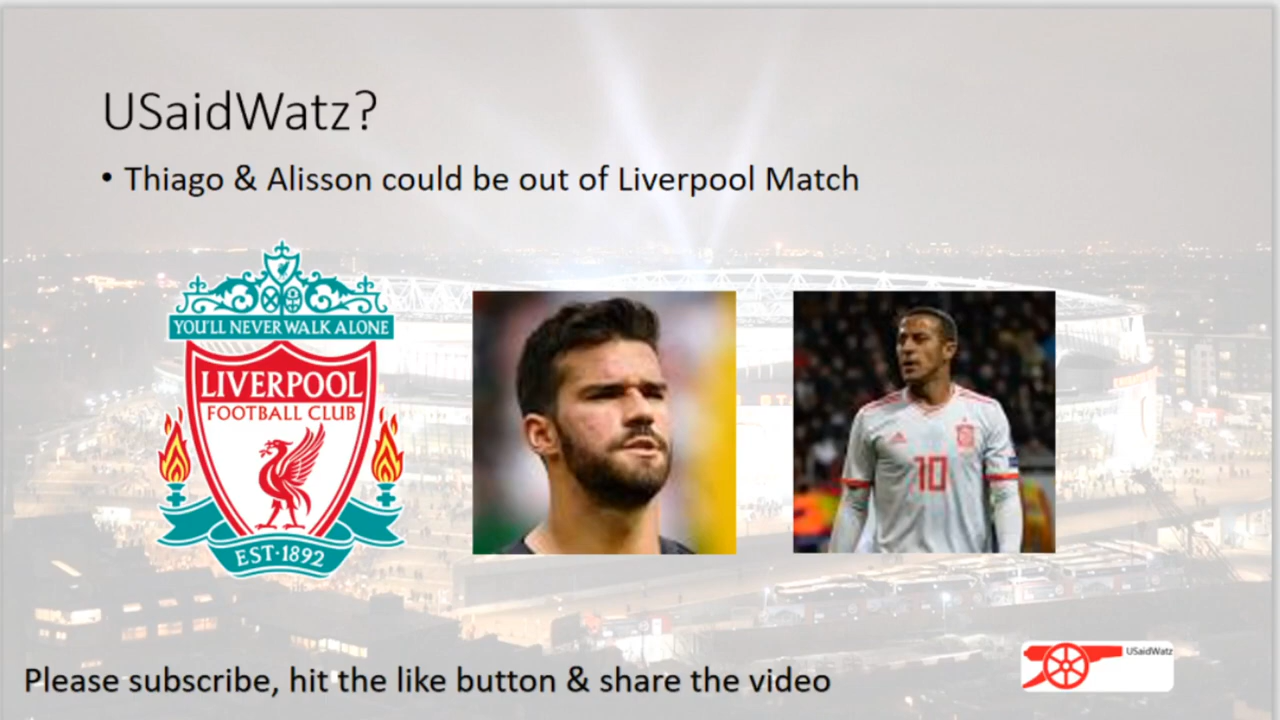 USaidWatz?
• Thiago & Alisson could be out of Liverpool Match
YOU'LL NEVER WALK ALONE
LIVERPOOL
FOOTBALL CLUB
EST·1892
10
USaidWatz
Please subscribe, hit the like button & share the video